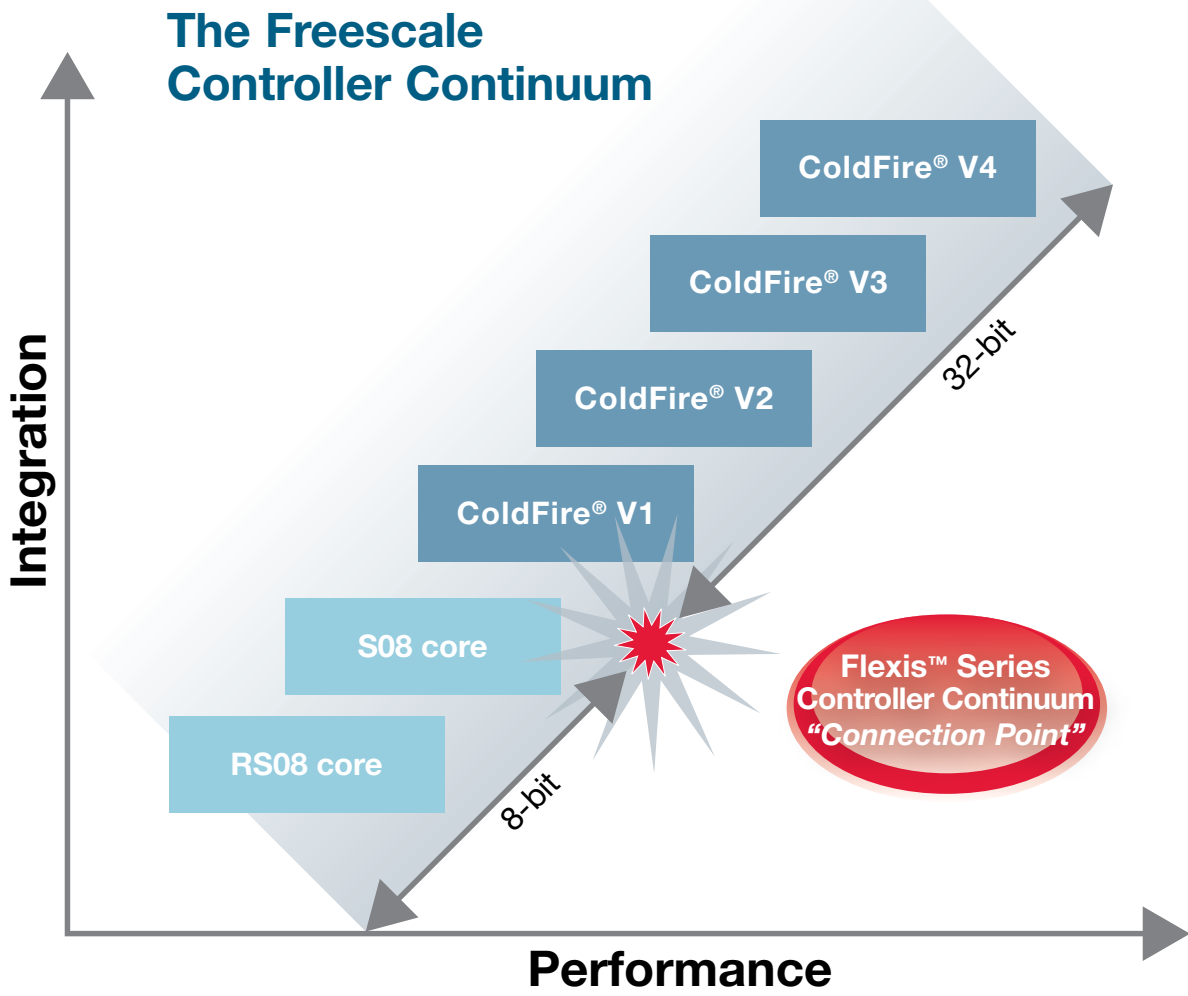 The Freescale
Controller Continuum
ColdFire® V4
ColdFire® V3
ColdFire® V2
ColdFire® V1
S08 core
RS08 core
32-bit
8-bit
Flexis™ Series
Controller Continuum
“Connection Point”
Integration
Performance